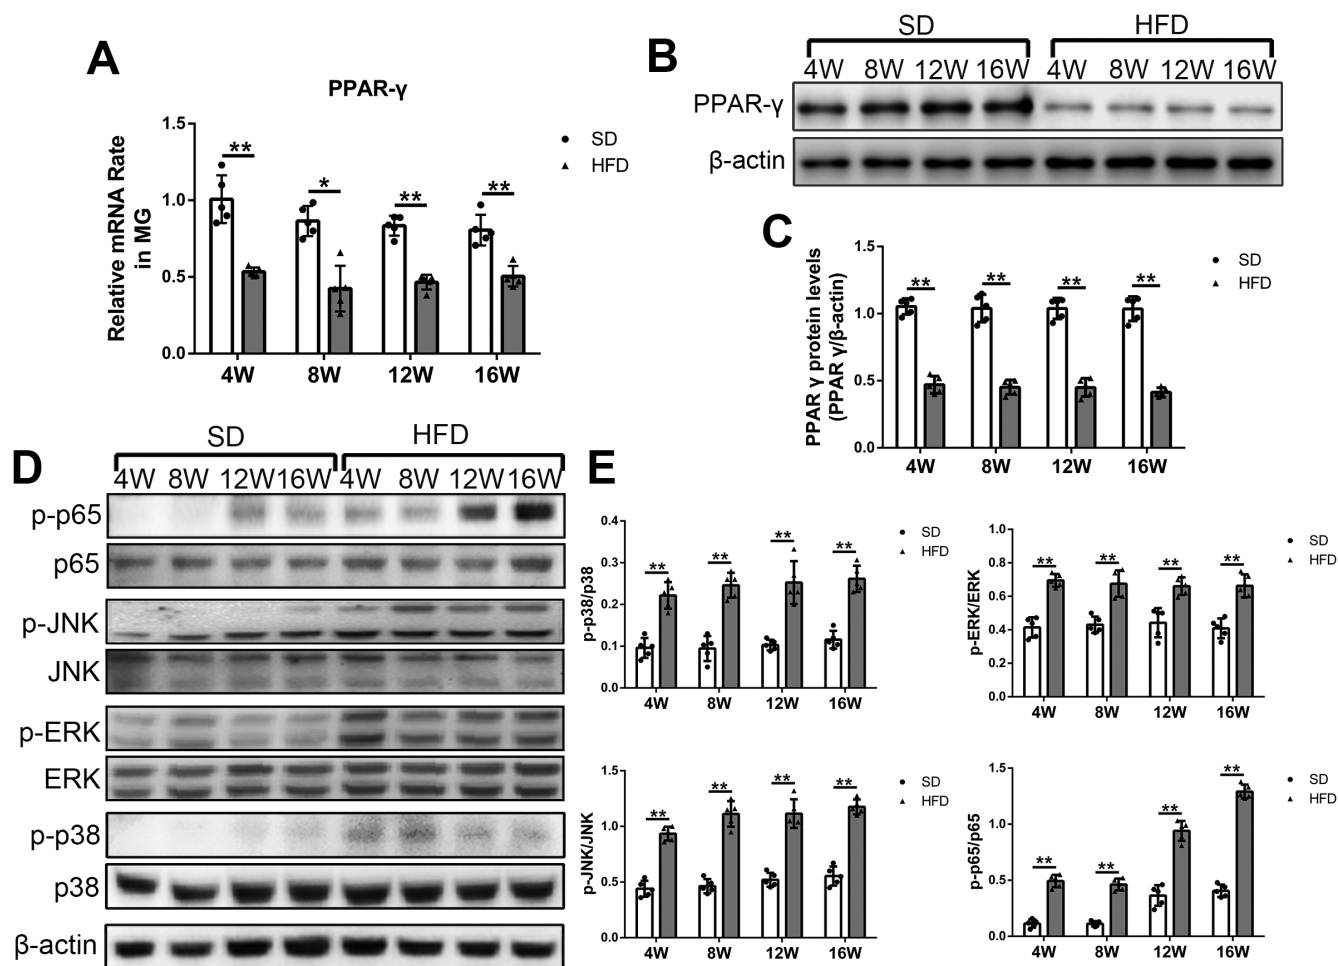 A
PPAR-γ
Relative mRNA Rate
in MG
1.5
1.0
0.5
0.0
** * ** **
4W 8W 12W 16W
SD
HFD
B
SD HFD
4W 8W 12W 16W 4W 8W 12W 16W
PPAR-γ
β-actin
C
PPAR γ protein levels
(PPAR γ/β-actin)
1.5
1.0
0.5
0.0
** ** ** **
4W 8W 12W 16W
SD
HFD
D
SD HFD
4W 8W 12W 16W 4W 8W 12W 16W
p-p65
p65
p-JNK
JNK
p-ERK
ERK
p-p38
p38
β-actin
E
p-p38/p38
0.4
0.3
0.2
0.1
0.0
** ** ** **
4W 8W 12W 16W
SD
HFD
p-ERK/ERK
1.0
0.8
0.6
0.4
0.2
0.0
** ** ** **
4W 8W 12W 16W
SD
HFD
p-JNK/JNK
1.5
1.0
0.5
0.0
** ** ** **
4W 8W 12W 16W
SD
HFD
p-p65/p65
1.5
1.0
0.5
0.0
** ** ** **
4W 8W 12W 16W
SD
HFD